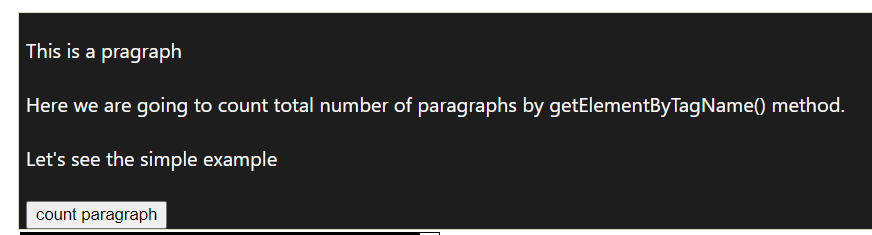 This is a pragraph
Here we are going to count total number of paragraphs by getElementByTagName() method.
Let's see the simple example
count paragraph